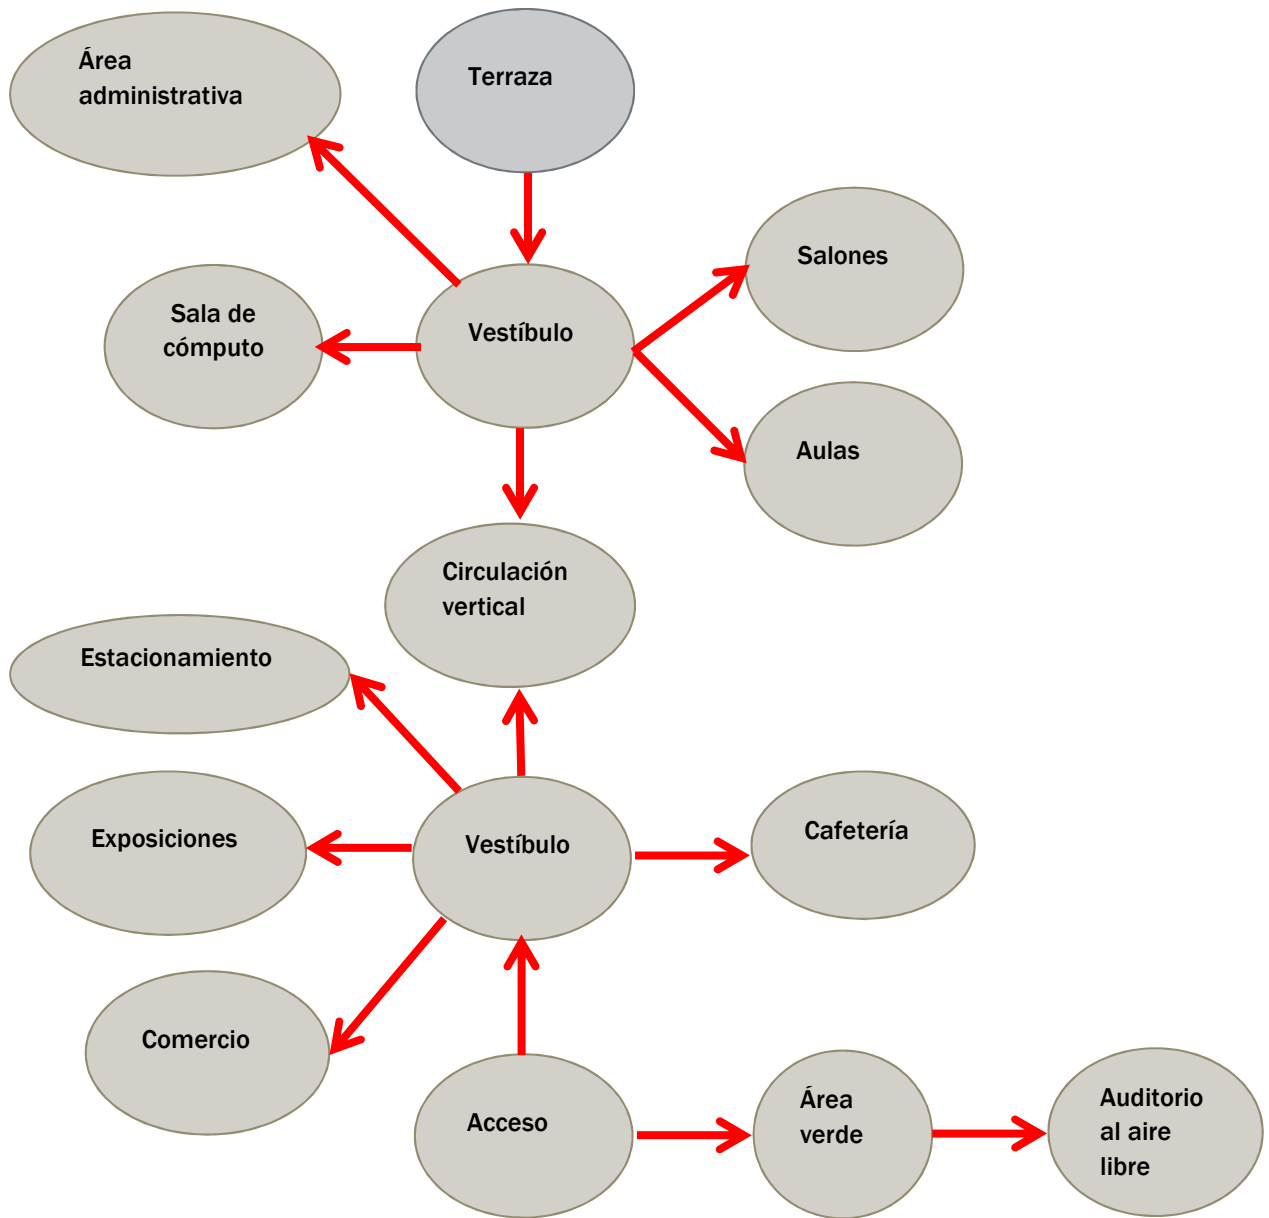 Área
administrativa
Terraza
Salones
Sala de
cómputo
Vestíbulo
Aulas
Circulación
vertical
Estacionamiento
Exposiciones
Vestíbulo
Cafetería
Comercio
Acceso
Área
verde
Auditorio
al aire
libre